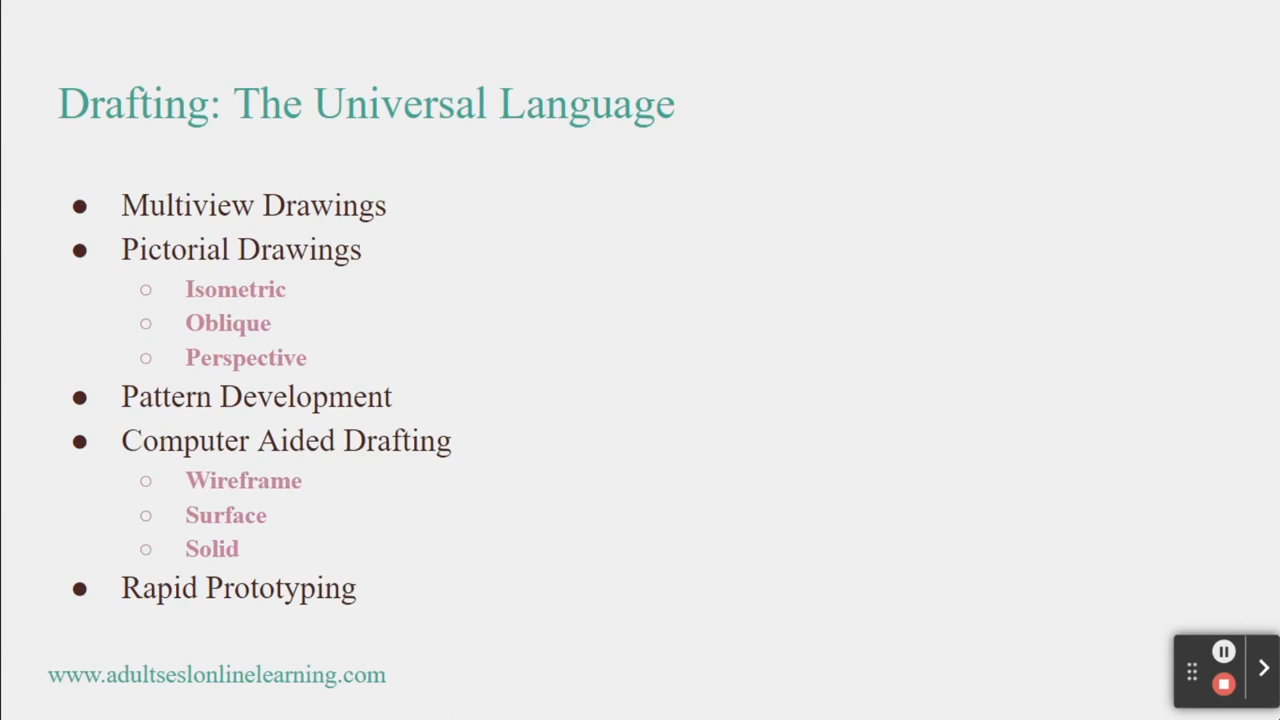 Drafting: The Universal Language
● Multiview Drawings
● Pictorial Drawings
○ Isometric
○ Oblique
○ Perspective
● Pattern Development
● Computer Aided Drafting
○ Wireframe
○ Surface
○ Solid
● Rapid Prototyping
www.adulteslonlinelearning.com